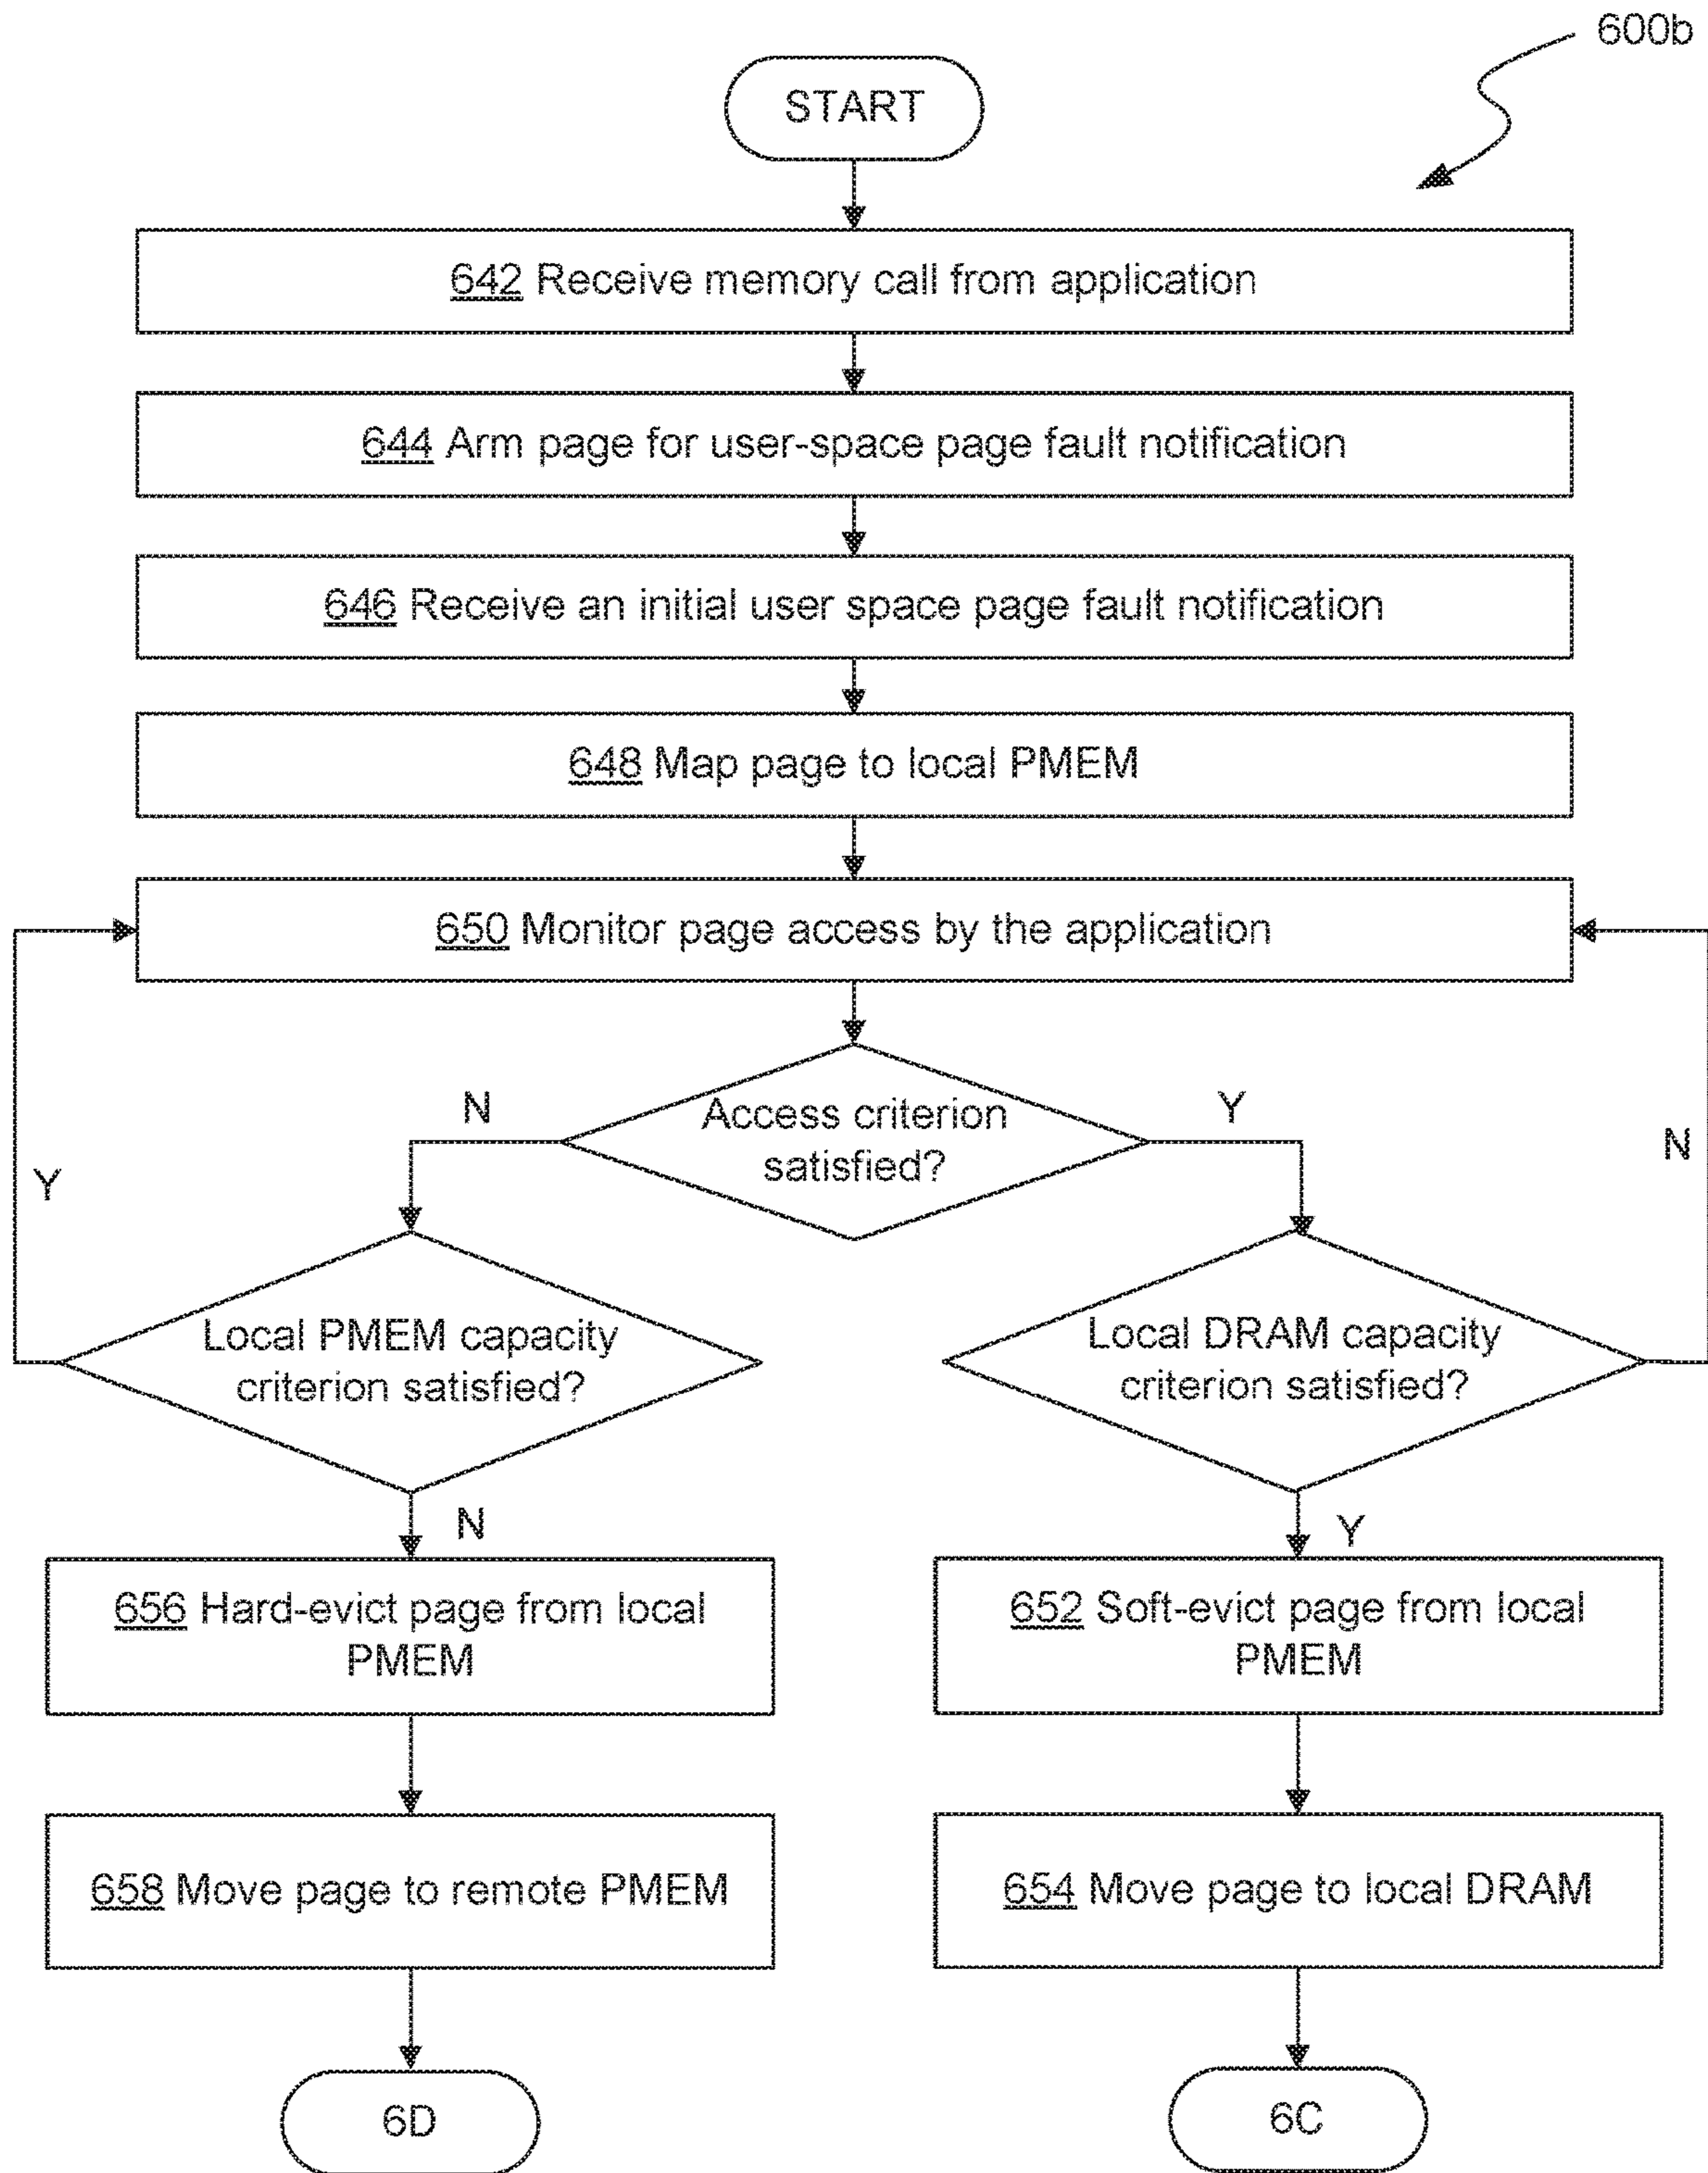 600b
START
642 Receive memory call from application
644 Arm page for user-space page fault notification
646 Receive an initial user space page fault notification
648 Map page to local PMEM
650 Monitor page access by the application
N
Access criterion
satisfied?
Y
Y
N
Local PMEM capacity
criterion satisfied?
Local DRAM capacity
criterion satisfied?
N
Y
656 Hard-evict page from local
PMEM
652 Soft-evict page from local
PMEM
658 Move page to remote PMEM
654 Move page to local DRAM
6D
6C